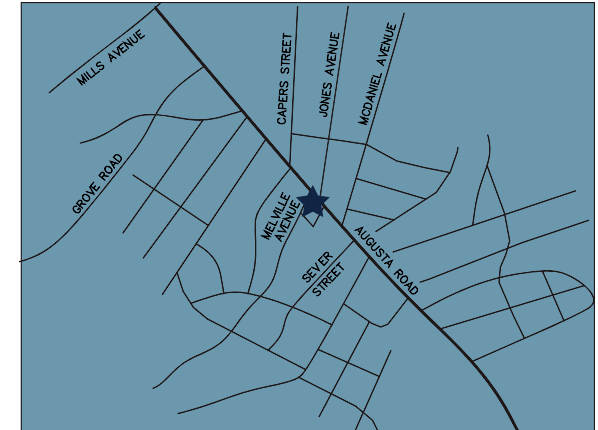 MILLS AVENUE
CAPERS STREET
JONES AVENUE
MCDANIEL AVENUE
GROVE ROAD
MELVILLE
AVENUE
AUGUSTA ROAD
SEVER
STREET